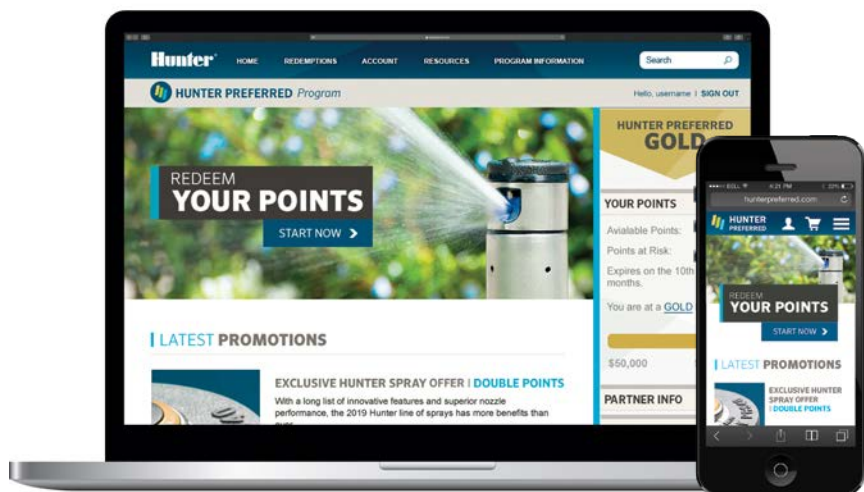 Hunter®
HOME REDEMPTIONS ACCOUNT RESOURCES PROGRAM INFORMATION
Search
HUNTER PREFERRED Program
Hello, username | SIGN OUT
REDEEM
YOUR POINTS
START NOW
LATEST PROMOTIONS
EXCLUSIVE HUNTER SPRAY OFFER | DOUBLE POINTS
With a long list of innovative features and superior nozzle
performance, the 2019 Hunter line of sprays has more benefits than
HUNTER PREFERRED
GOLD
YOUR POINTS
Avialable Points:
Points at Risk:
Expires on the 10th
months.
You are at a GOLD
$50,000
PARTNER INFO
BELL 4:21 PM 22%
hunterpreferred.com
HUNTER
PREFERRED
REDEEM
YOUR POINTS
START NOW
LATEST PROMOTIONS
EXCLUSIVE HUNTER
SPRAY OFFER
| DOUBLE POINTS